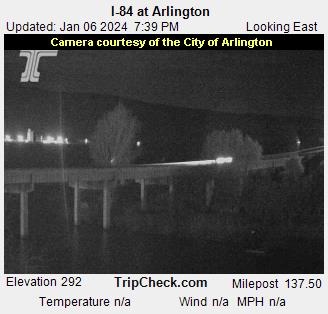 I-84 at Arlington
Updated: Jan 06 2024 7:39 PM Looking East
Camera courtesy of the City of Arlington
Elevation 292 TripCheck.com Milepost 137.50
Temperature n/a Wind n/a MPH n/a